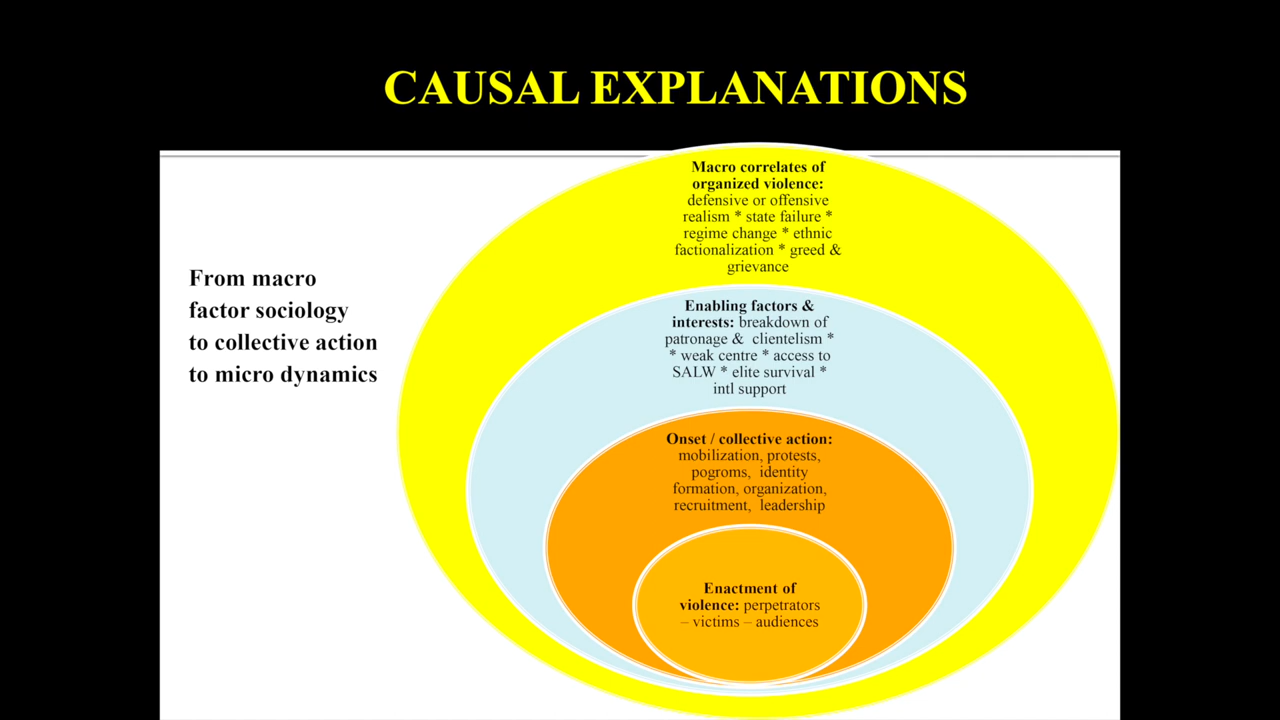 CAUSAL EXPLANATIONS
From macro
factor sociology
to collective action
to micro dynamics
Macro correlates of
organized violence:
defensive or offensive
realism * state failure *
regime change * ethnic
factionalization * greed &
grievance
Enabling factors &
interests: breakdown of
patronage & clientelism *
* weak centre * access to
SALW * elite survival *
intl support
Onset / collective action:
mobilization, protests,
pogroms, identity
formation, organization,
recruitment, leadership
Enactment of
violence: perpetrators
– victims – audiences